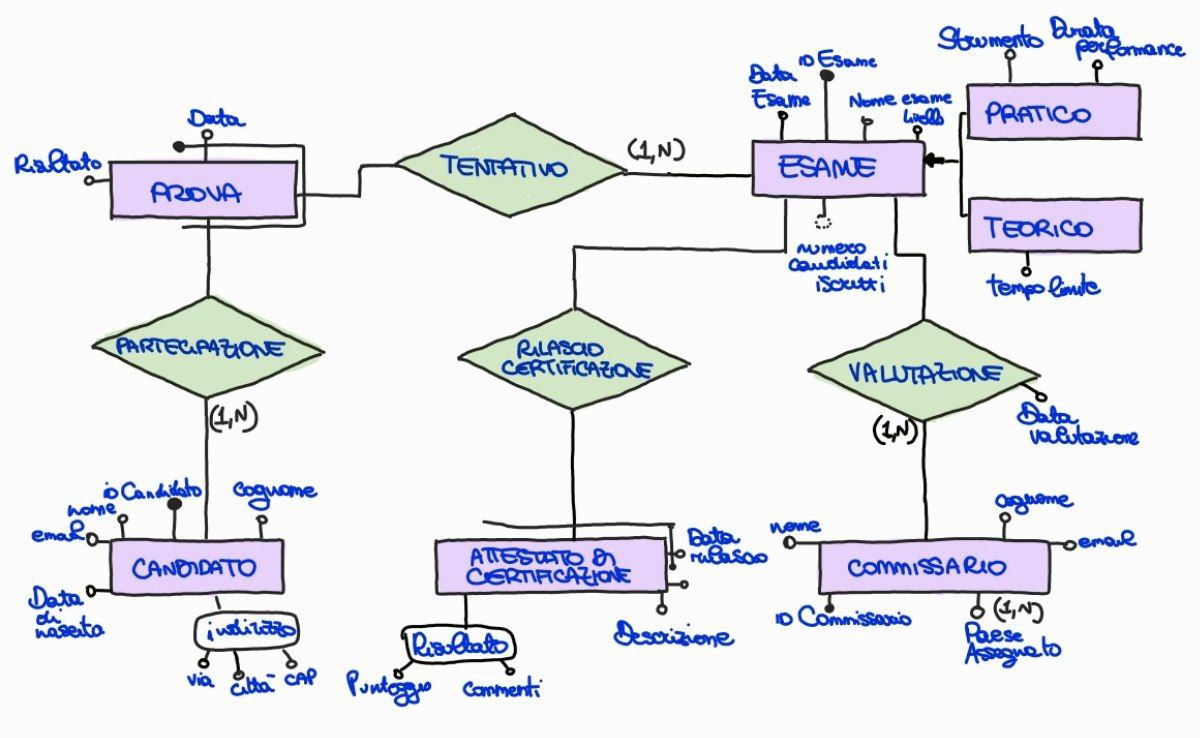 Strumento
Durata
performance
ID Esame
Data
Esame
Nome esame
Livello
PRATICO
Data
Risultato
PROVA
TENTATIVO
(1,N)
ESAME
TEORICO
numero
candidati
iscritti
tempo limite
PARTECIPAZIONE
RILASCIO
CERTIFICAZIONE
VALUTAZIONE
(1,N)
(1,N)
Data
valutazione
ID Candidato
nome
Cognome
email
CANDIDATO
Data
di
nascita
indirizzo
via
città
CAP
ATTESTATO DI
CERTIFICAZIONE
Data
rilascio
Descrizione
Risultato
Punteggio
Commenti
cognome
nome
email
COMMISSARIO
ID Commissario
(1,N)
Paese
Assegnato